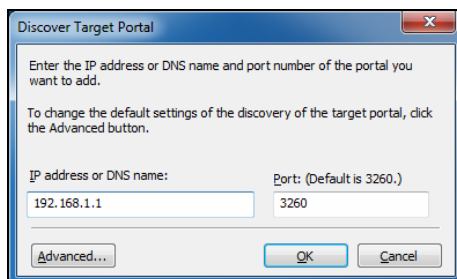 Discover Target Portal
Enter the IP address or DNS name and port number of the portal you
want to add.
To change the default settings of the discovery of the target portal, click
the Advanced button.
IP address or DNS name: Port: (Default is 3260.)
192.168.1.1 3260
Advanced... OK Cancel